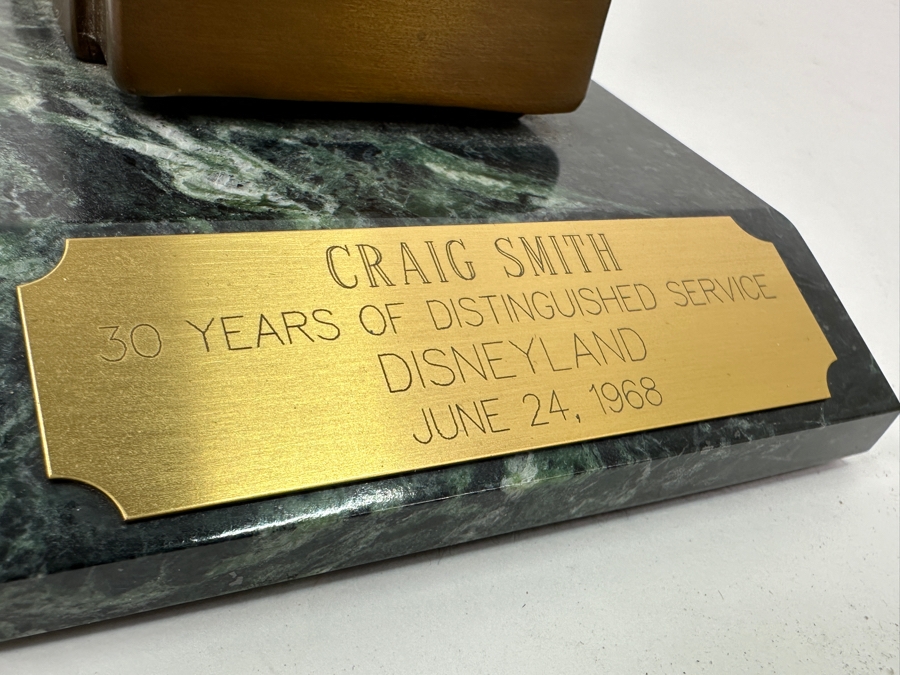 CRAIG SMITH
30 YEARS OF DISTINGUISHED SERVICE
DISNEYLAND
JUNE 24, 1968